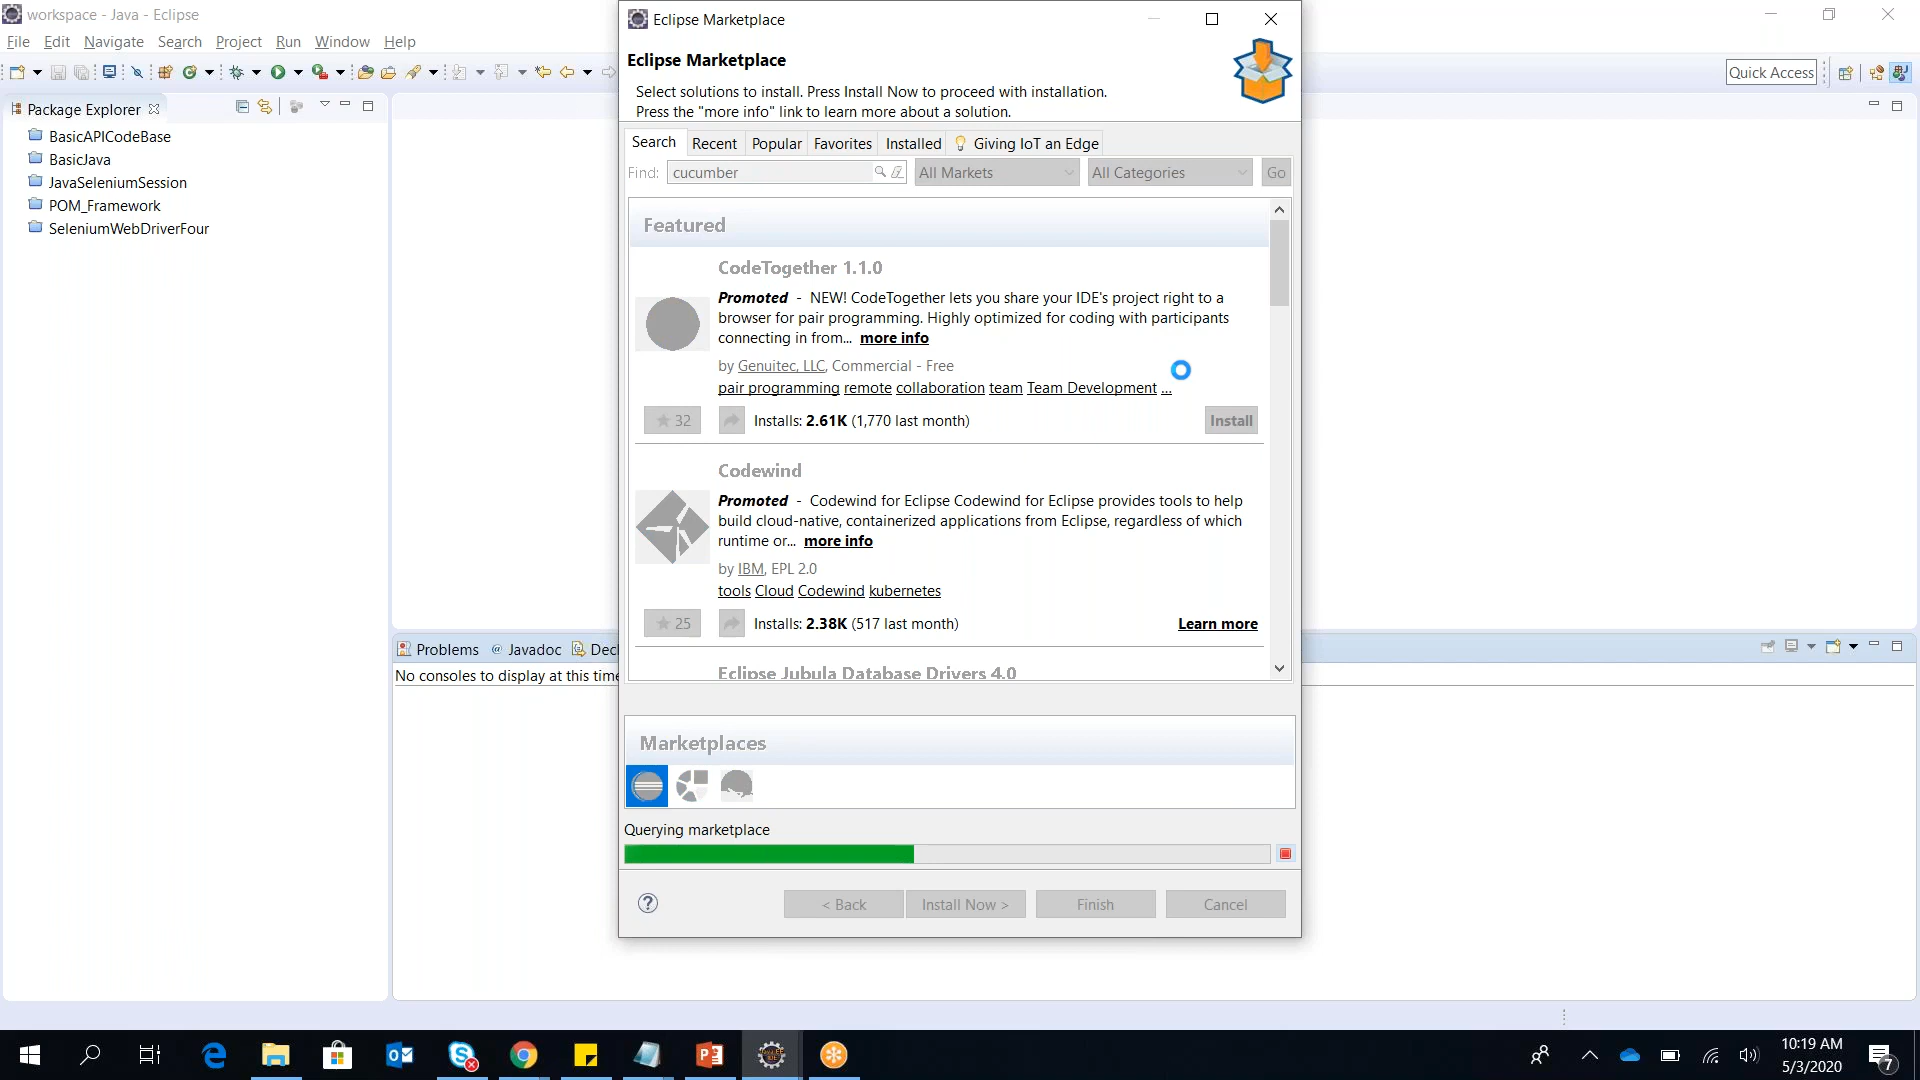 workspace - Java - Eclipse
File Edit Navigate Search Project Run Window Help
Quick Access
Package Explorer
BasicAPICodeBase
BasicJava
JavaSeleniumSession
POM_Framework
SeleniumWebDriverFour
Eclipse Marketplace
Eclipse Marketplace
Select solutions to install. Press Install Now to proceed with installation.
Press the "more info" link to learn more about a solution.
Search Recent Popular Favorites Installed Giving IoT an Edge
Find: cucumber All Markets All Categories Go
Featured
CodeTogether 1.1.0
Promoted - NEW! CodeTogether lets you share your IDE's project right to a
browser for pair programming. Highly optimized for coding with participants
connecting in from... more info
by Genuitec, LLC, Commercial - Free
pair programming remote collaboration team Team Development ...
32 Installs: 2.61K (1,770 last month) Install
Codewind
Promoted - Codewind for Eclipse Codewind for Eclipse provides tools to help
build cloud-native, containerized applications from Eclipse, regardless of which
runtime or... more info
by IBM, EPL 2.0
tools Cloud Codewind kubernetes
25 Installs: 2.38K (517 last month) Learn more
Eclipse Jubula Database Drivers 4.0
Marketplaces
Querying marketplace
< Back Install Now > Finish Cancel
Problems @ Javadoc Decl
No consoles to display at this time
10:19 AM
5/3/2020
7